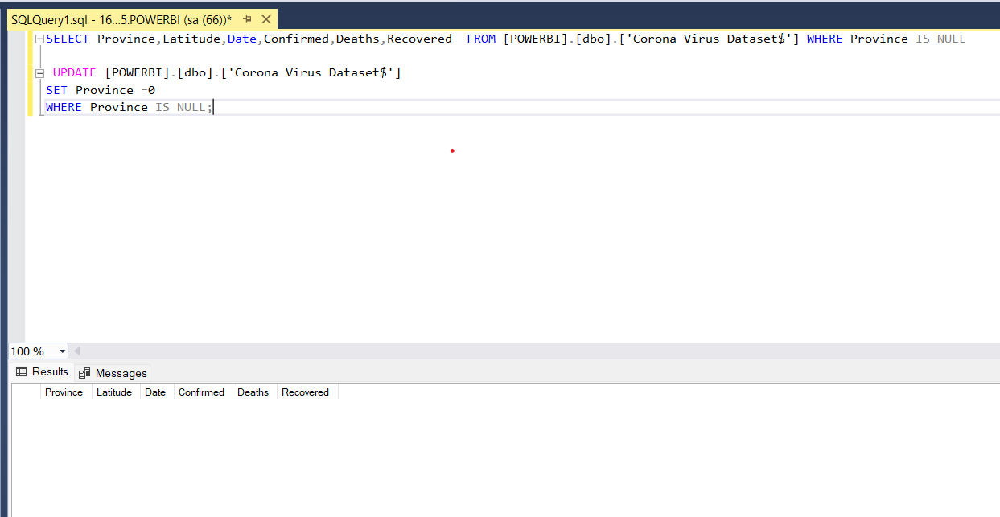 SQLQuery1.sql - 16...5.POWERBI (sa (66))*
SELECT Province,Latitude,Date,Confirmed,Deaths,Recovered  FROM [POWERBI].[dbo].['Corona Virus Dataset$'] WHERE Province IS NULL
UPDATE [POWERBI].[dbo].['Corona Virus Dataset$']
SET Province =0
WHERE Province IS NULL;
100 %
Results Messages
Province Latitude Date Confirmed Deaths Recovered